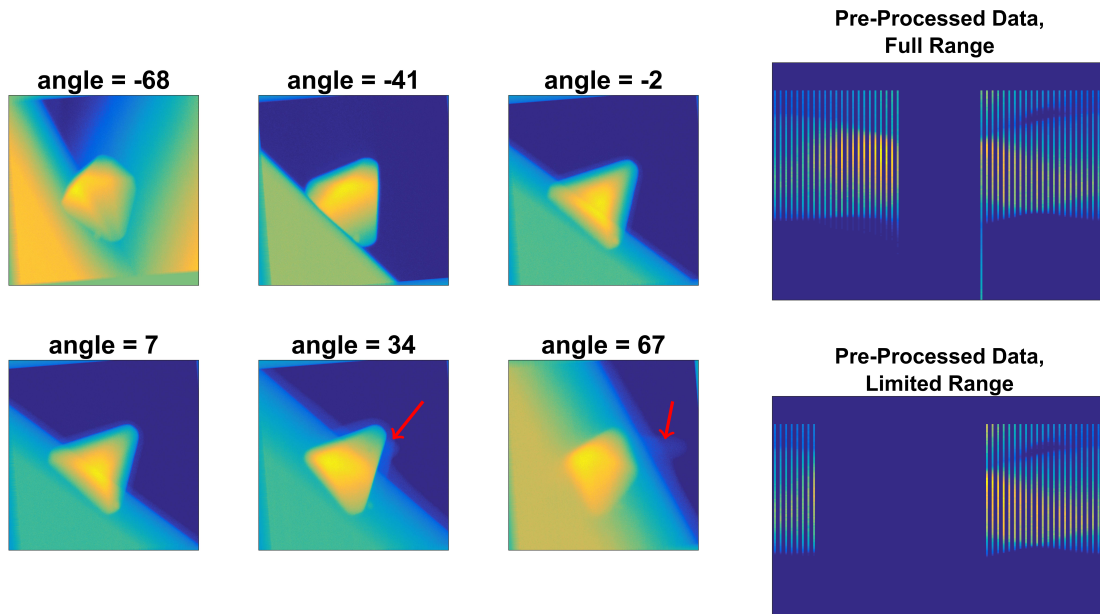 angle = -68
angle = -41
angle = -2
Pre-Processed Data,
Full Range
angle = 7
angle = 34
angle = 67
Pre-Processed Data,
Limited Range